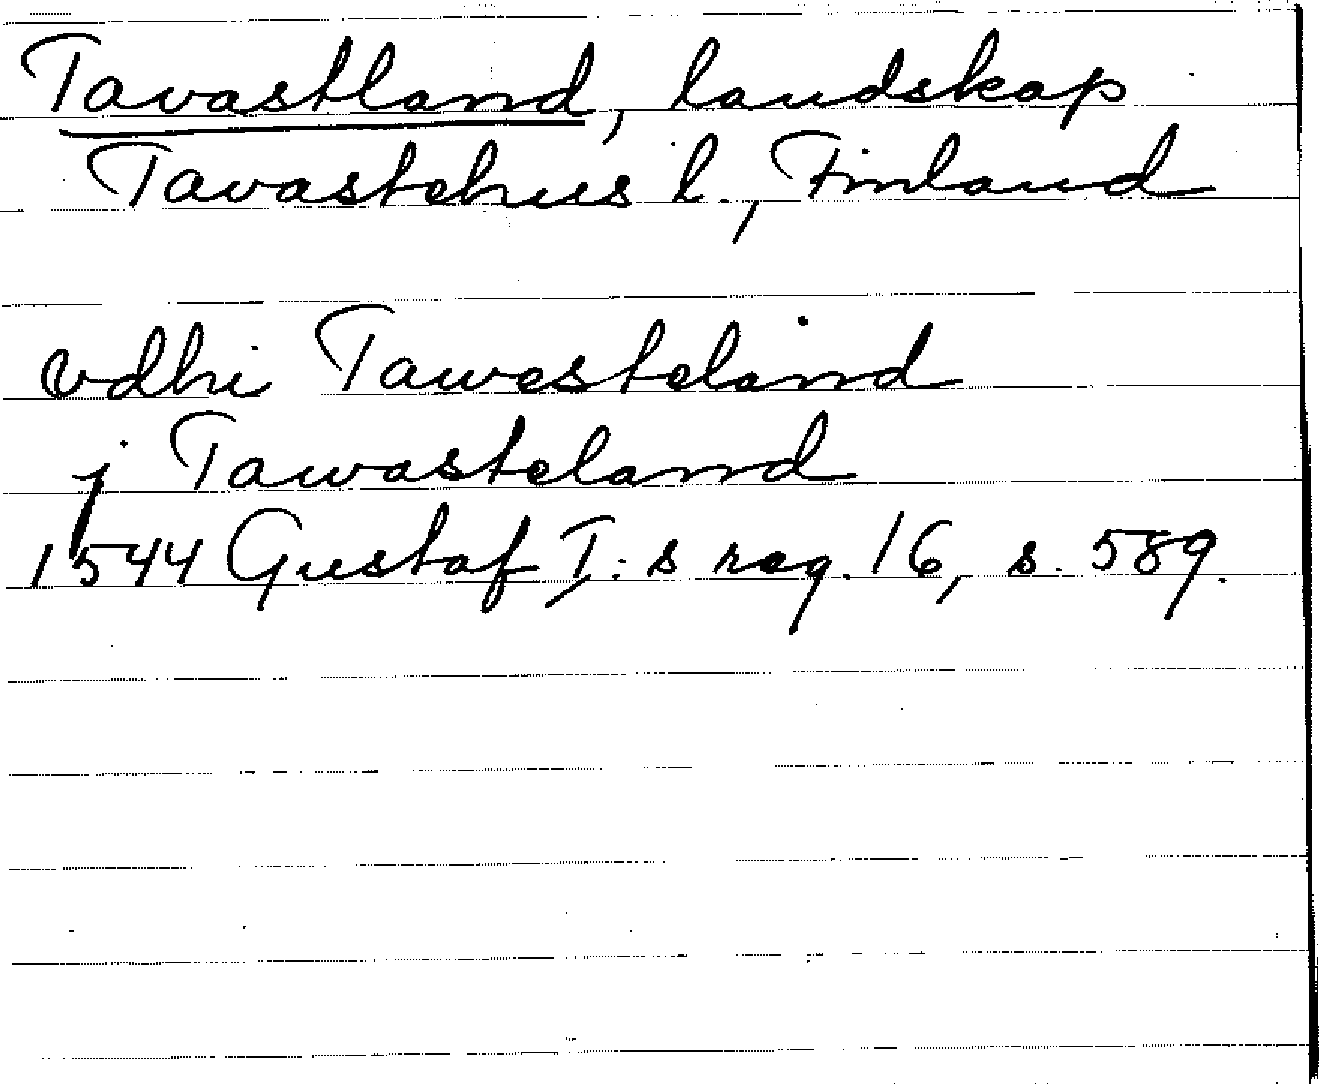 Tavastland, landskap
Tavastehus l., Finland
vdhi Tawesteland
j Tawasteland
1544 Gustaf I:s reg. 16, s. 589.